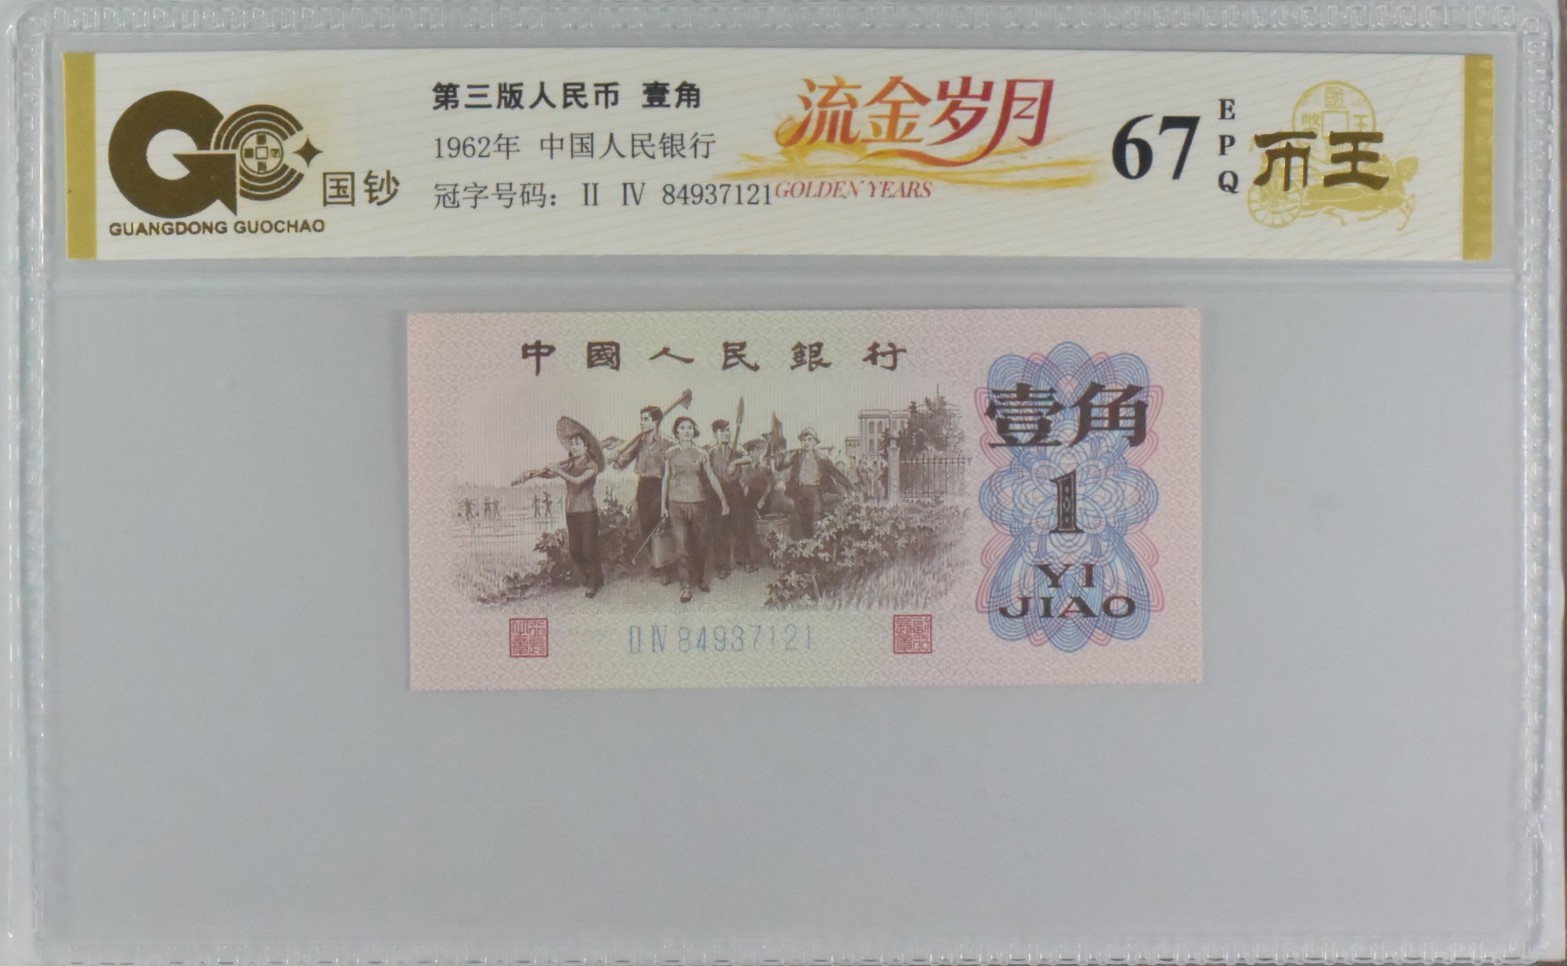 第三版人民币 壹角
1962年 中国人民银行
冠字号码: Ⅱ Ⅳ 84937121
国钞
GUANGDONG GUOCHAO
流金岁月
GOLDEN YEARS
67
EPQ
币王
中國人民銀行
壹角
1
YI
JIAO
Ⅱ Ⅳ 84937121